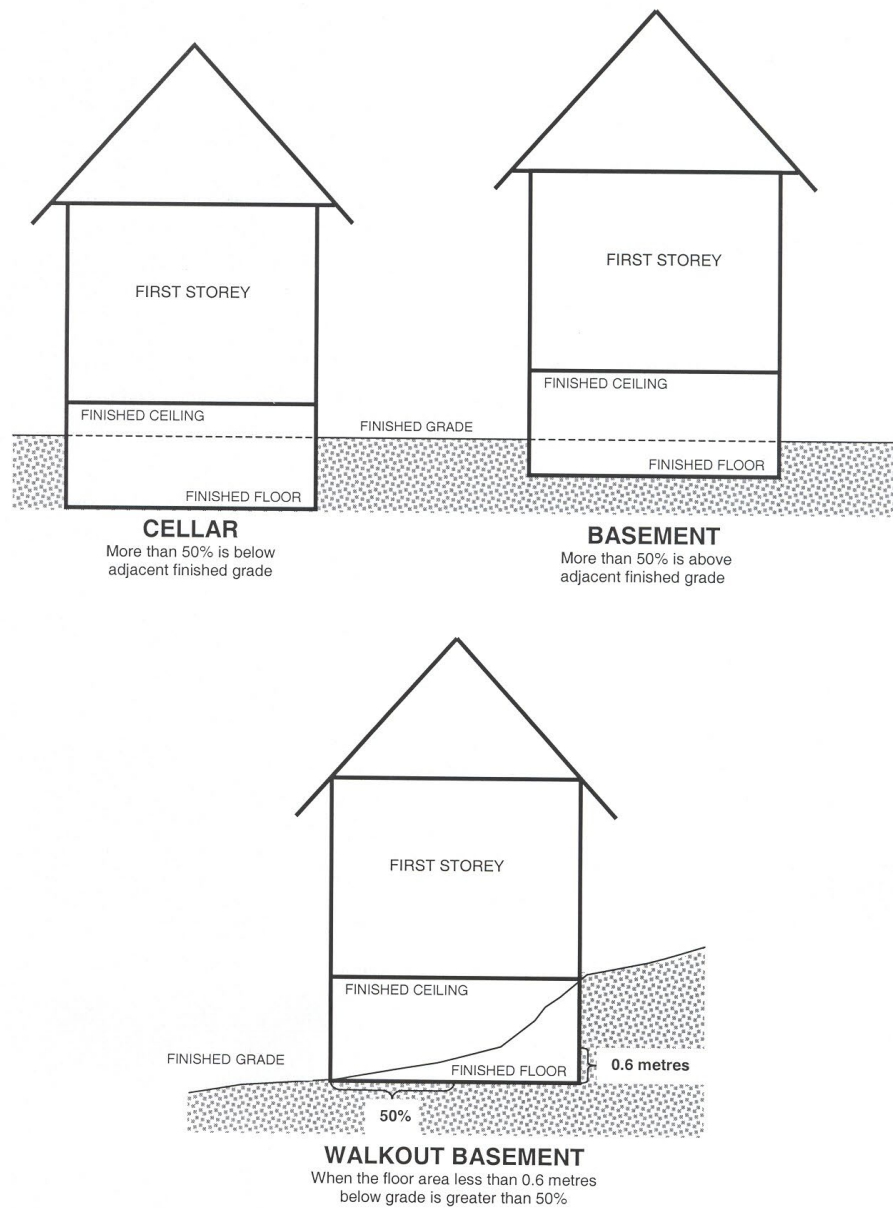 FIRST STOREY
FINISHED CEILING
FINISHED FLOOR
FINISHED GRADE
FIRST STOREY
FINISHED CEILING
FINISHED FLOOR
CELLAR
More than 50% is below
adjacent finished grade
BASEMENT
More than 50% is above
adjacent finished grade
FIRST STOREY
FINISHED CEILING
FINISHED GRADE
FINISHED FLOOR
0.6 metres
50%
WALKOUT BASEMENT
When the floor area less than 0.6 metres
below grade is greater than 50%